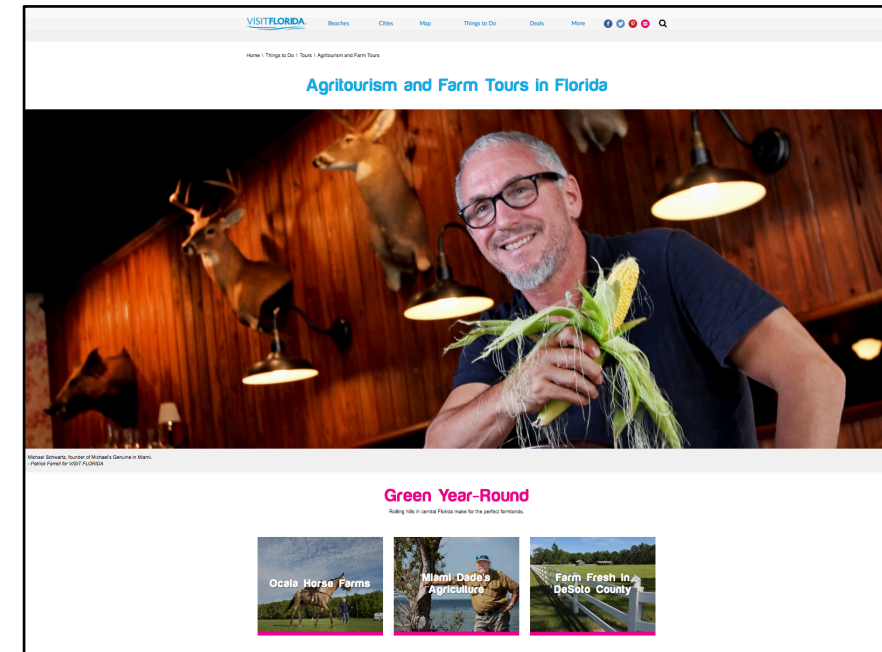 VISITFLORIDA.
Beaches
Cities
Map
Things to Do
Deals
More
Home \ Things to Do \ Tours \ Agritourism and Farm Tours
Agritourism and Farm Tours in Florida
Michael Schwartz, founder of Michael's Genuine in Miami.
- Patrick Farrell for VISIT FLORIDA
Green Year-Round
Rolling hills in central Florida make for the perfect farmlands.
Ocala Horse Farms
Miami Dade's
Agriculture
Farm Fresh in
DeSoto County